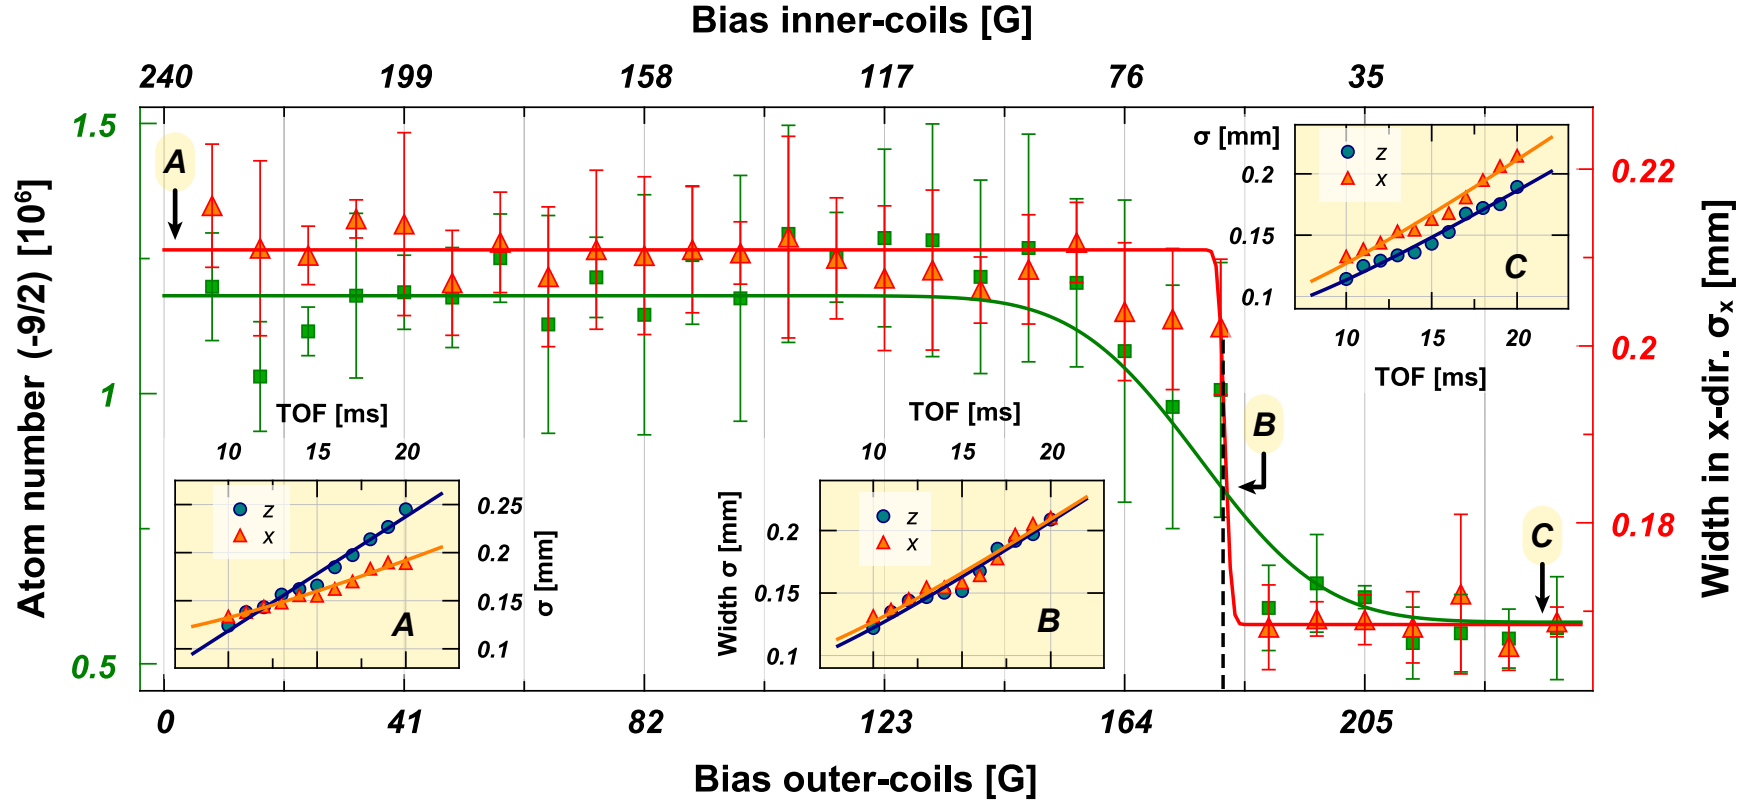 Bias inner-coils [G]
240 199 158 117 76 35
Atom number (-9/2) [10⁶]
1.5
1
0.5
Width in x-dir. σₓ [mm]
0.22
0.2
0.18
A
B
C
σ [mm]
z
x
0.2
0.15
0.1
C
10 15 20
TOF [ms]
TOF [ms]
10 15 20
z
x
0.25
0.2
0.15
0.1
σ [mm]
A
TOF [ms]
10 15 20
Width σ [mm]
z
x
0.2
0.15
0.1
B
0 41 82 123 164 205
Bias outer-coils [G]